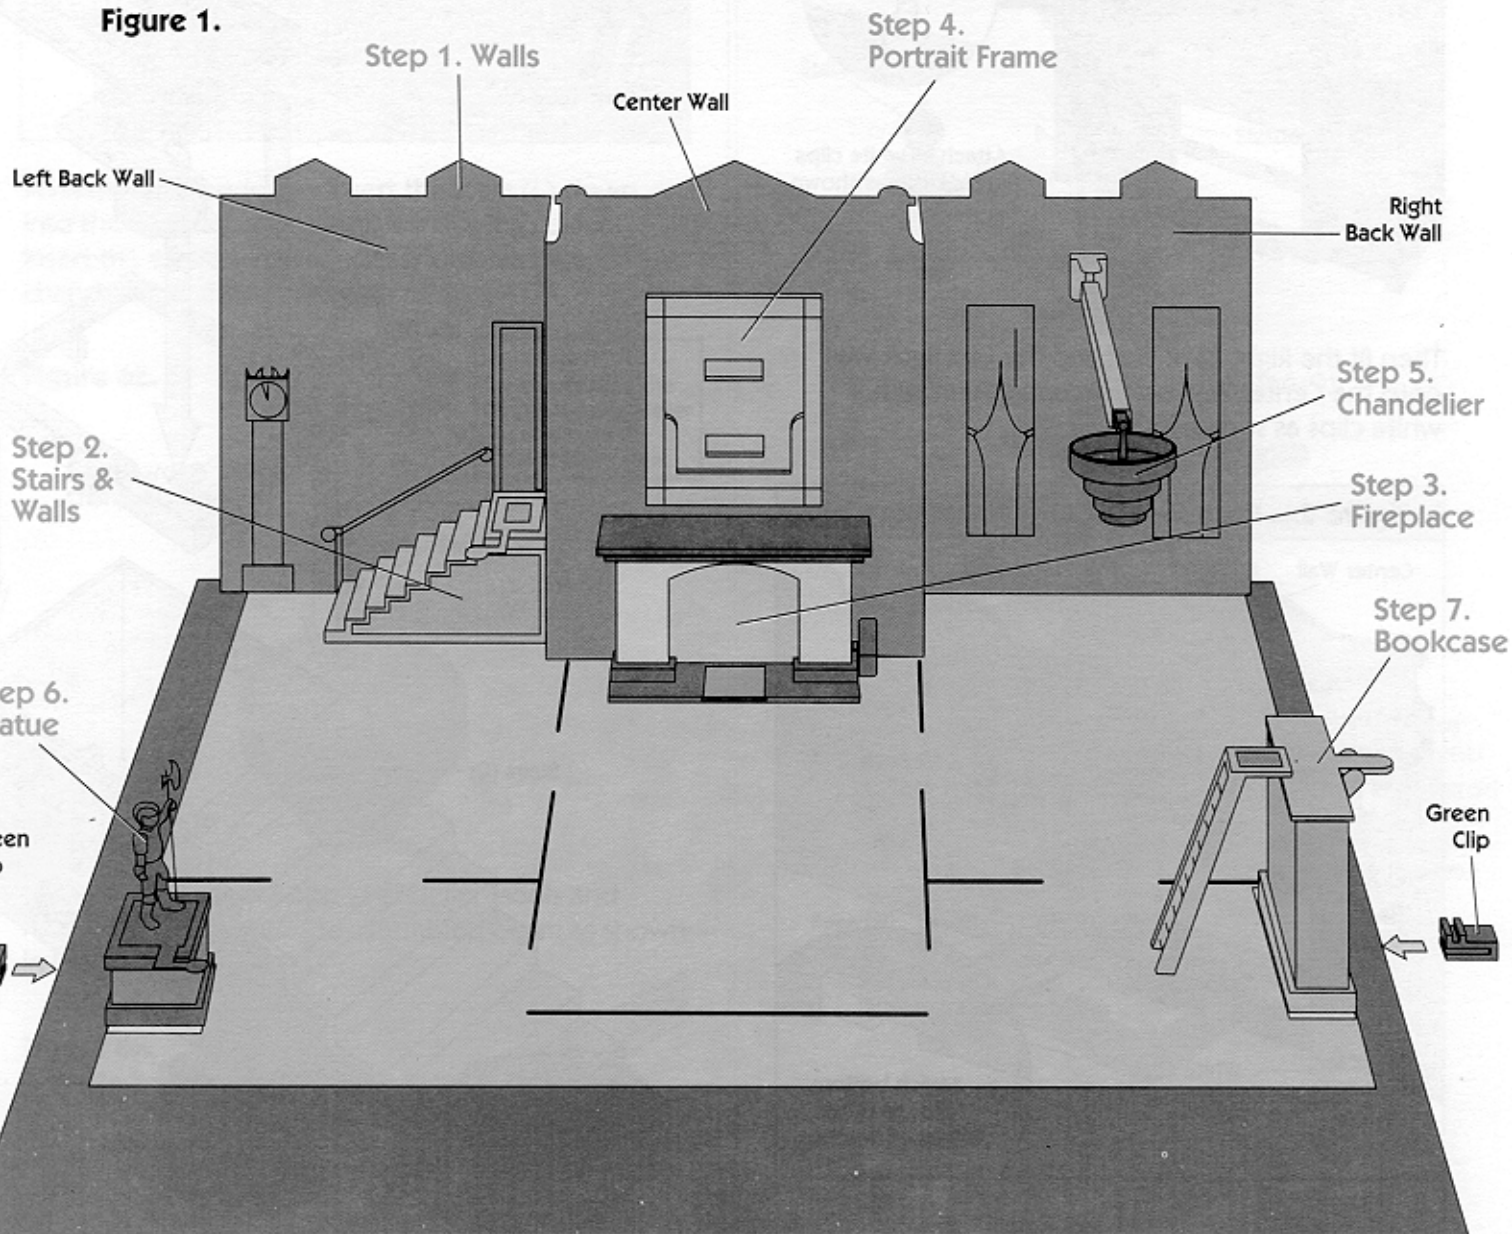 Figure 1.
Step 4.
Portrait Frame
Step 1. Walls
Center Wall
Left Back Wall
Right
Back Wall
Step 5.
Chandelier
Step 2.
Stairs &
Walls
Step 3.
Fireplace
Step 7.
Bookcase
ep 6.
atue
Green
Clip
een